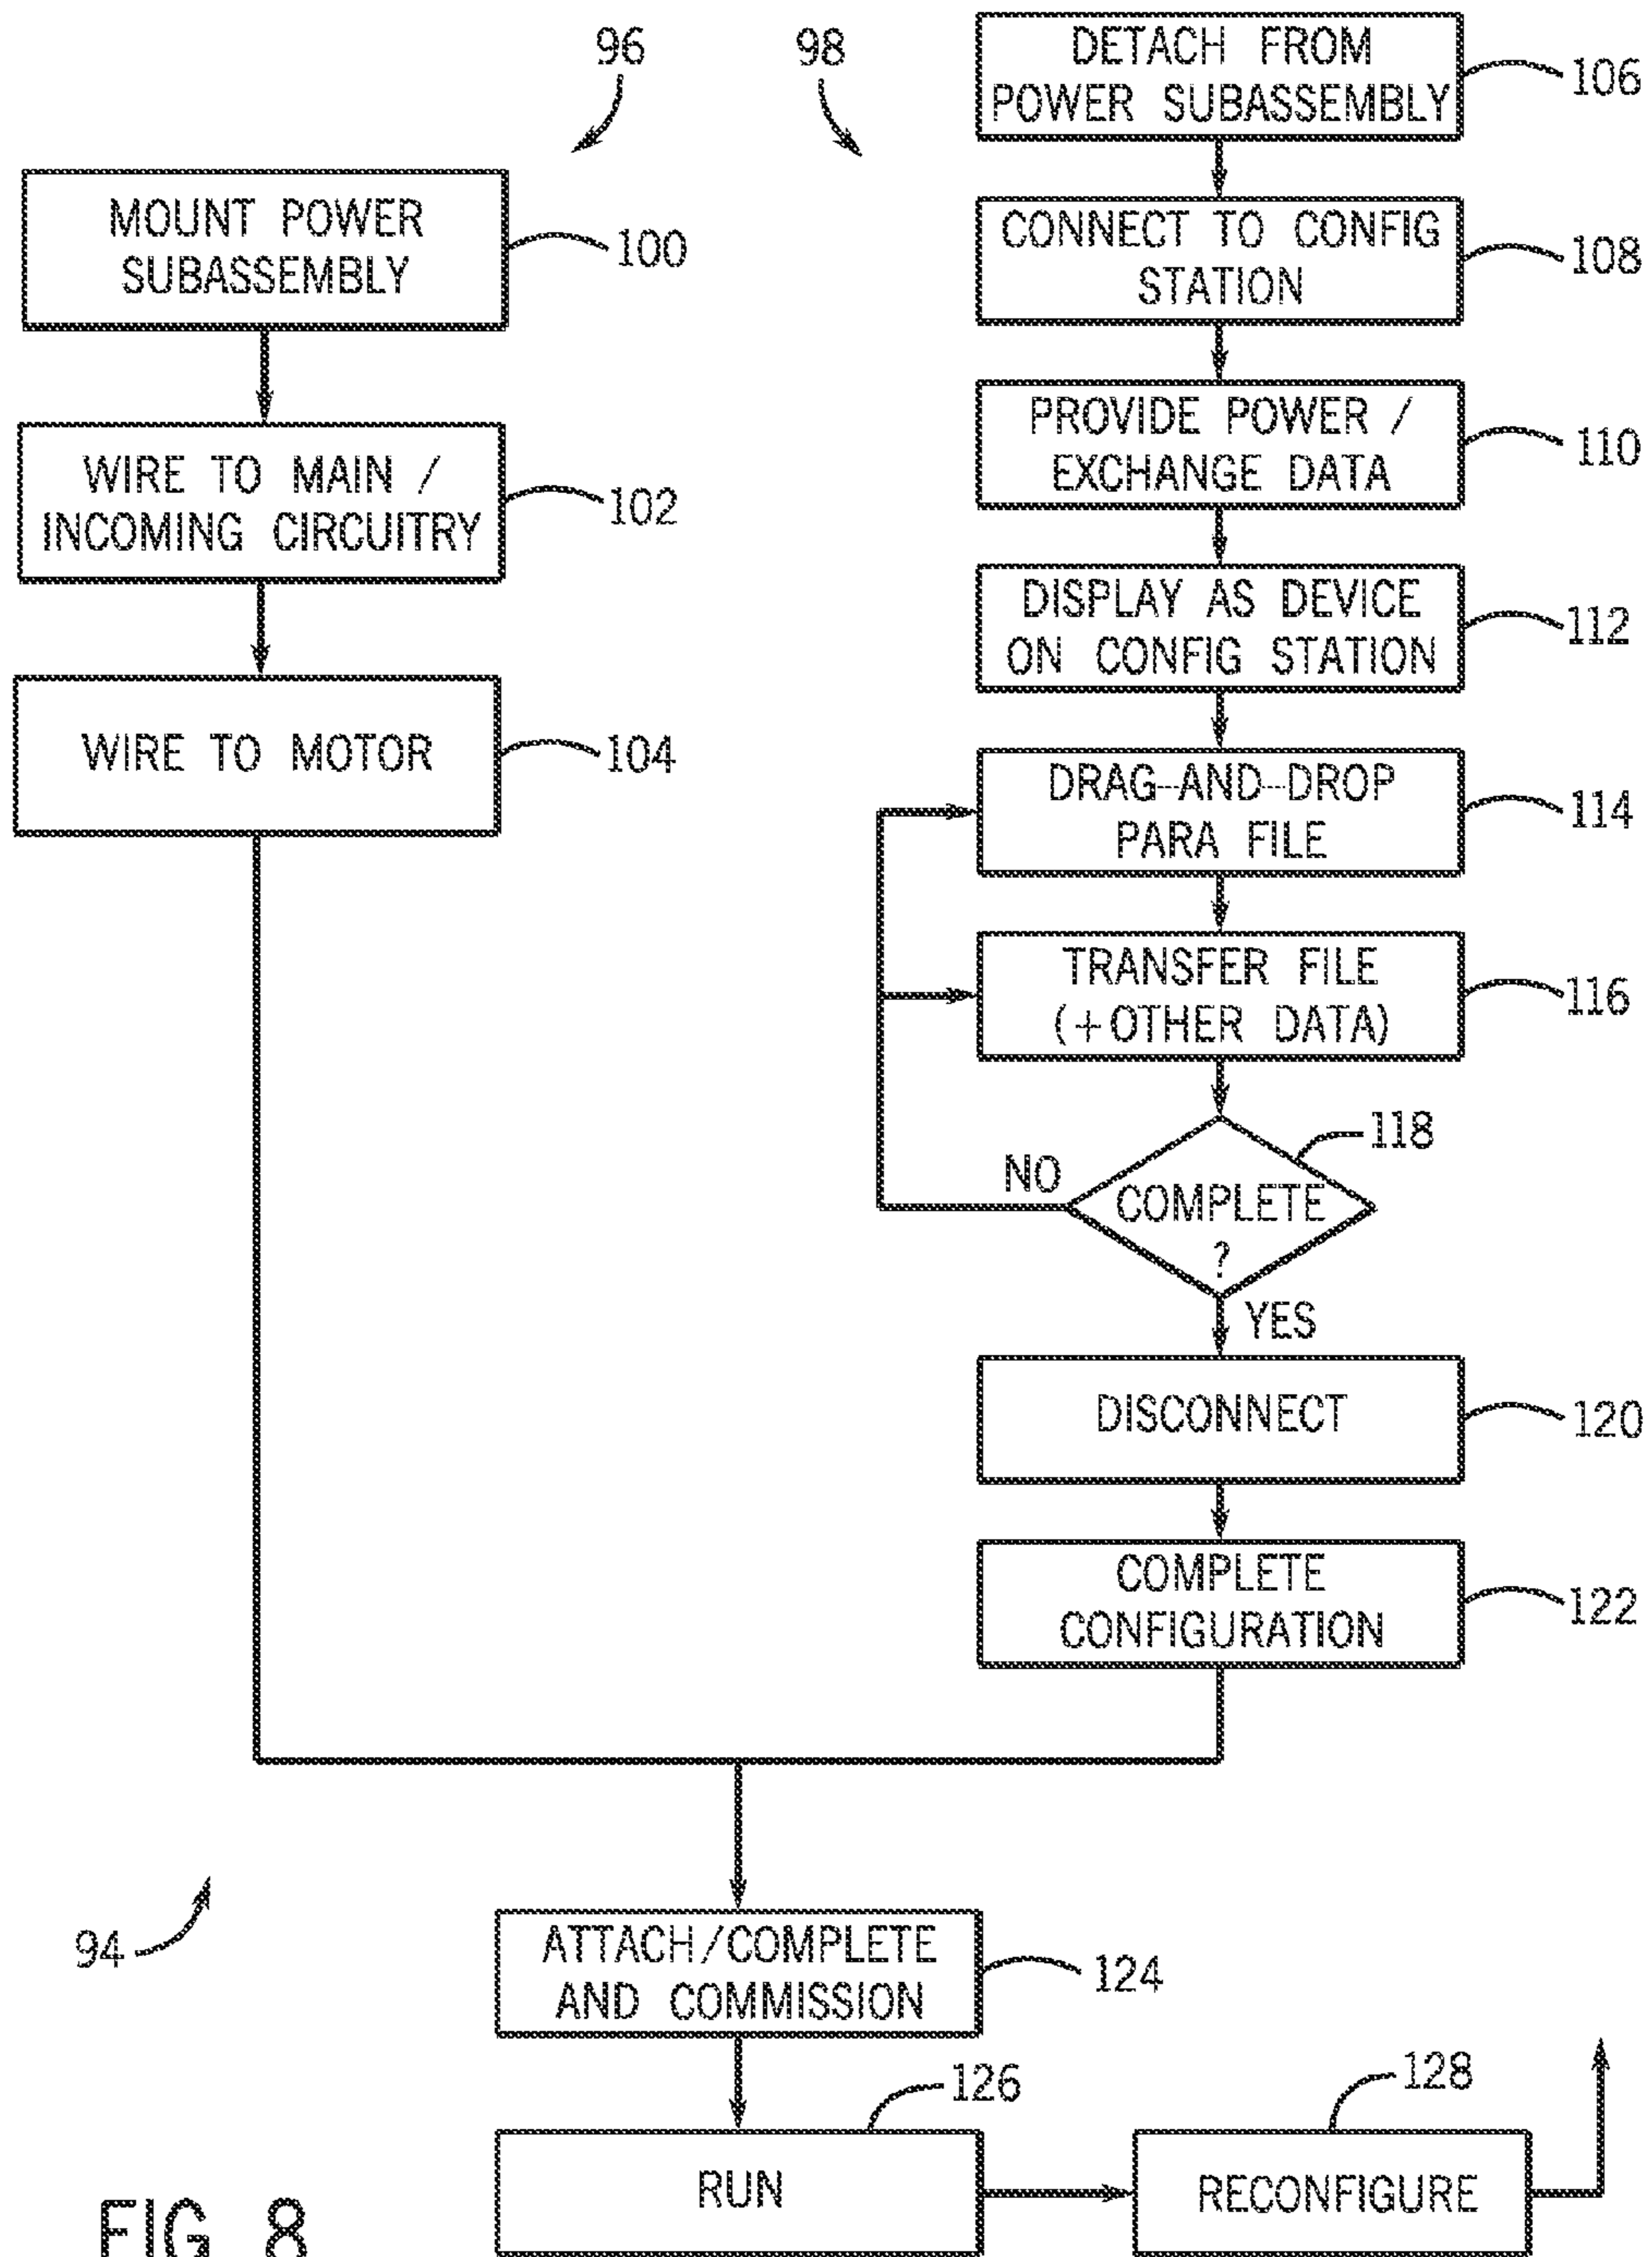 96
98
DETACH FROM
POWER SUBASSEMBLY
106
MOUNT POWER
SUBASSEMBLY
100
CONNECT TO CONFIG
STATION
108
PROVIDE POWER /
EXCHANGE DATA
110
WIRE TO MAIN /
INCOMING CIRCUITRY
102
DISPLAY AS DEVICE
ON CONFIG STATION
112
WIRE TO MOTOR
104
DRAG-AND-DROP
PARA FILE
114
TRANSFER FILE
(+OTHER DATA)
116
118
NO
COMPLETE
?
YES
DISCONNECT
120
COMPLETE
CONFIGURATION
122
94
ATTACH/COMPLETE
AND COMMISSION
124
126
128
RUN
RECONFIGURE
FIG 8